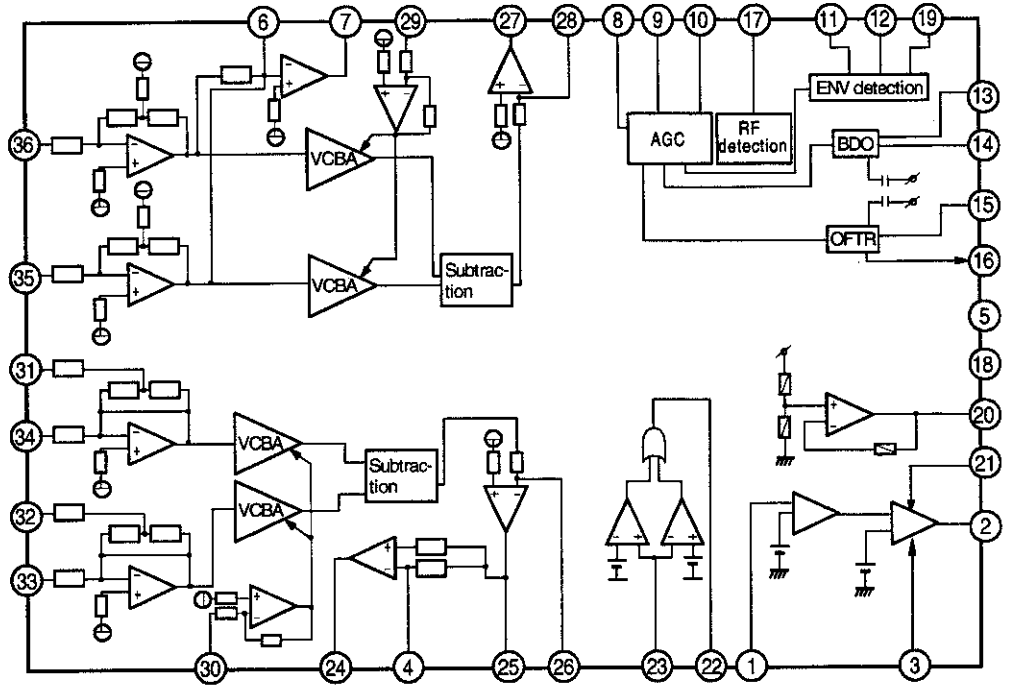 6 7 29 27 28 8 9 10 17 11 12 19
ENV detection
13
36
VCBA
AGC
RF
detection
BDO
14
15
OFTR
16
35
VCBA
Subtrac-
tion
5
18
31
34
VCBA
Subtrac-
tion
20
21
32
VCBA
2
33
30 24 4 25 26 23 22 1 3